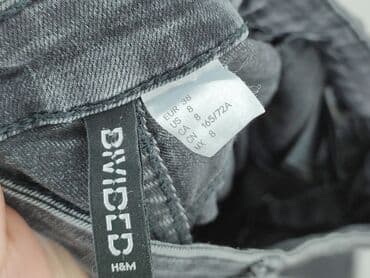 EUR 38
US 8
CA 8
CN 165/72A
MX 8
DIVIDED
H&M